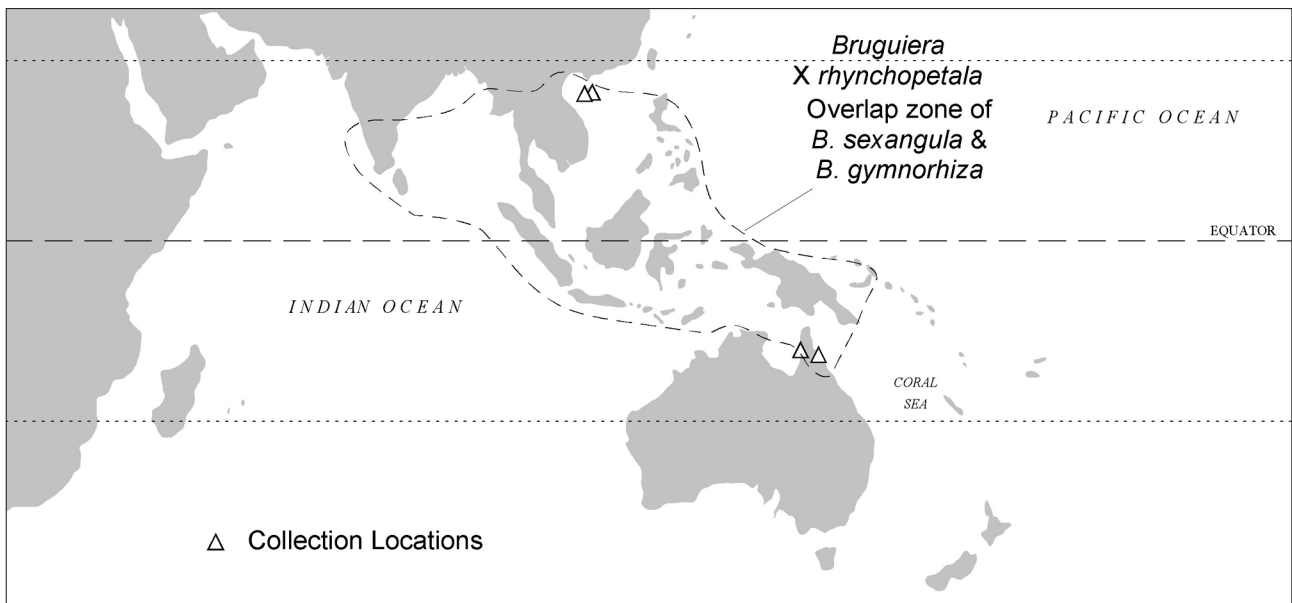 Bruguiera
X rhynchopetala
Overlap zone of
B. sexangula &
B. gymnorhiza
PACIFIC OCEAN
EQUATOR
INDIAN OCEAN
CORAL
SEA
Collection Locations